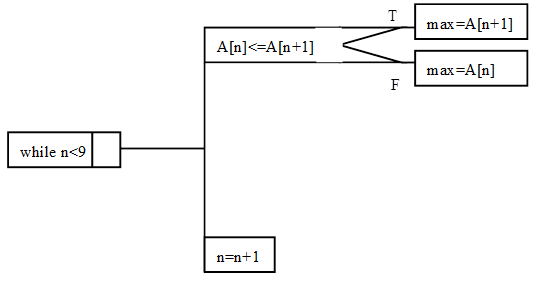 T
max=A[n+1]
A[n]<=A[n+1]
max=A[n]
F
while n<9
n=n+1